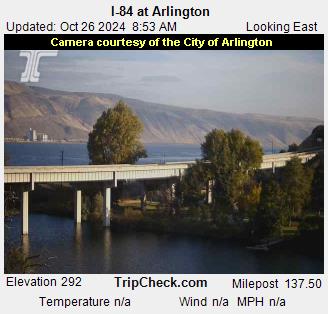 I-84 at Arlington
Updated: Oct 26 2024 8:53 AM Looking East
Camera courtesy of the City of Arlington
Elevation 292 TripCheck.com Milepost 137.50
Temperature n/a Wind n/a MPH n/a